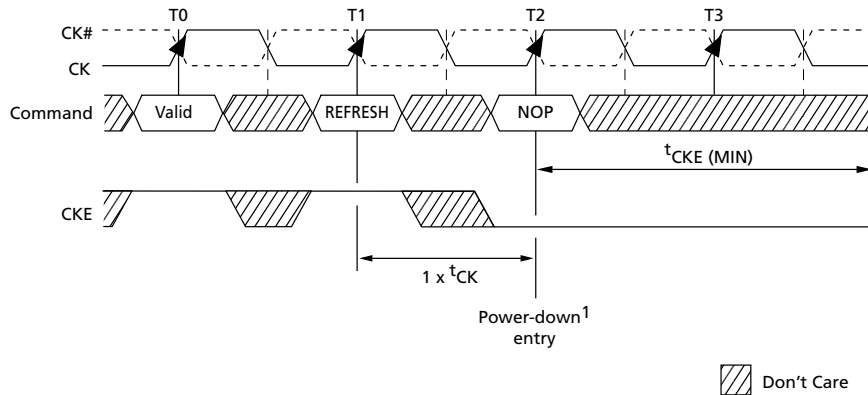 T0 T1 T2 T3
CK#
CK
Command Valid REFRESH NOP
tCKE (MIN)
CKE
1 x tCK
Power-down1
entry
Don't Care